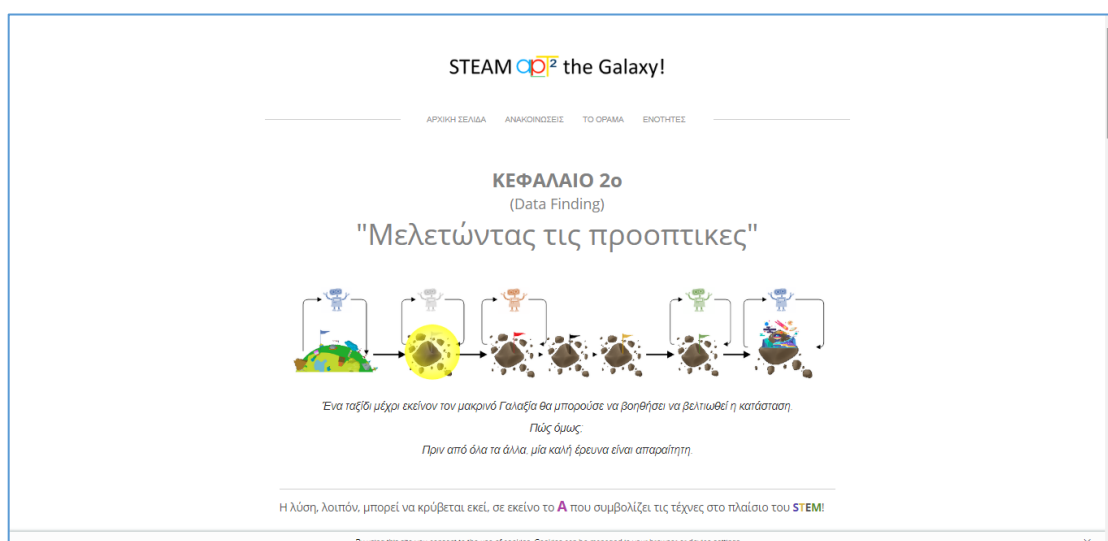 STEAM apT² the Galaxy!
ΑΡΧΙΚΗ ΣΕΛΙΔΑ ΑΝΑΚΟΙΝΩΣΕΙΣ ΤΟ ΟΡΑΜΑ ΕΝΟΤΗΤΕΣ
ΚΕΦΑΛΑΙΟ 2ο
(Data Finding)
"Μελετώντας τις προοπτικες"
Ένα ταξίδι μέχρι εκείνον τον μακρινό Γαλαξία θα μπορούσε να βοηθήσει να βελτιωθεί η κατάσταση.
Πώς όμως;
Πριν από όλα τα άλλα, μία καλή έρευνα είναι απαραίτητη.
Η λύση, λοιπόν, μπορεί να κρύβεται εκεί, σε εκείνο το Α που συμβολίζει τις τέχνες στο πλαίσιο του STEM!